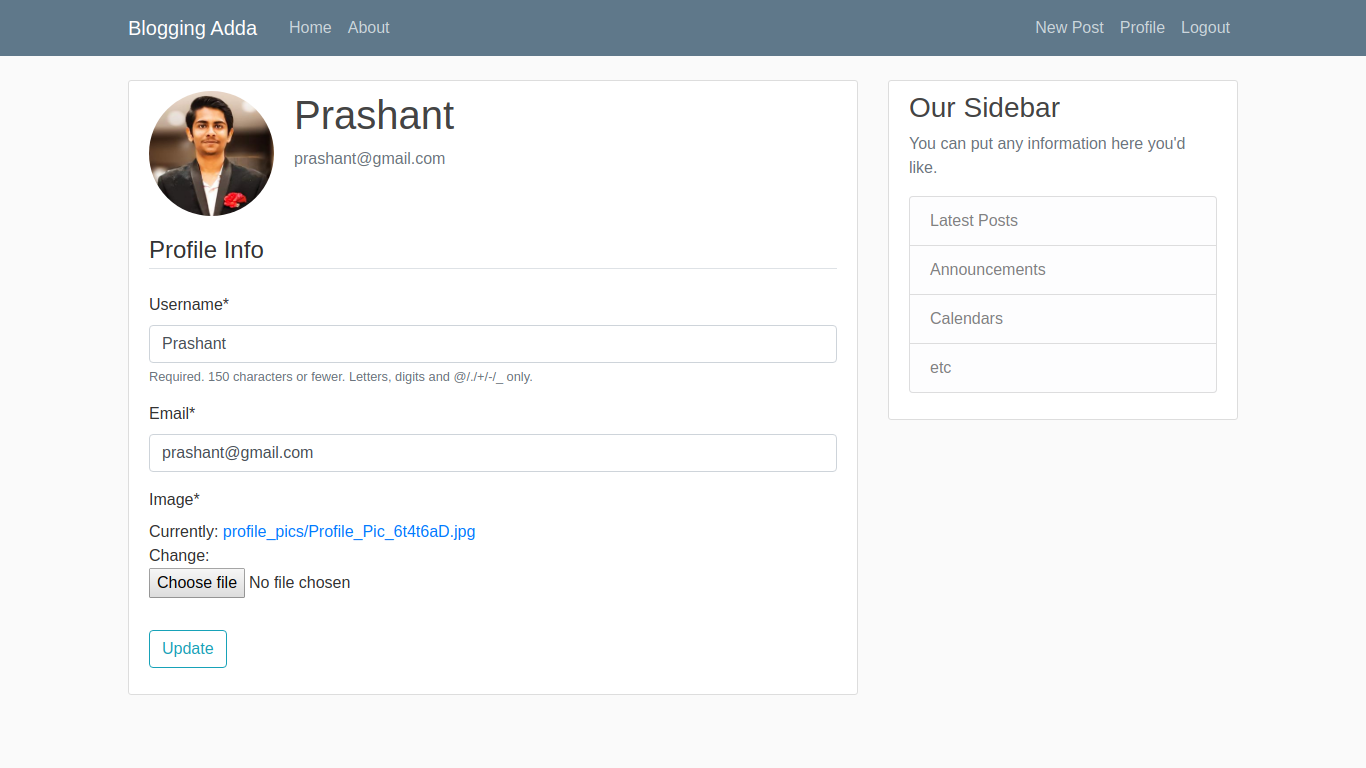 Blogging Adda Home About New Post Profile Logout
Prashant
prashant@gmail.com
Profile Info
Username*
Prashant
Required. 150 characters or fewer. Letters, digits and @/./+/-/_ only.
Email*
prashant@gmail.com
Image*
Currently: profile_pics/Profile_Pic_6t4t6aD.jpg
Change:
Choose file No file chosen
Update
Our Sidebar
You can put any information here you'd
like.
Latest Posts
Announcements
Calendars
etc